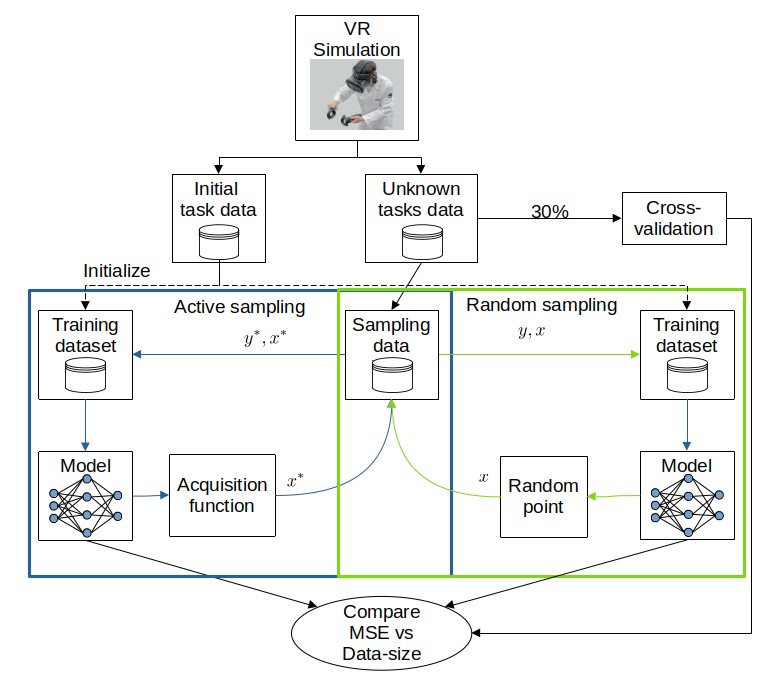 VR
Simulation
Initial
task data
Unknown
tasks data
30%
Cross-
validation
Initialize
Active sampling
Random sampling
Training
dataset
y*, x*
Sampling
data
y, x
Training
dataset
Model
Acquisition
function
x*
x
Random
point
Model
Compare
MSE vs
Data-size